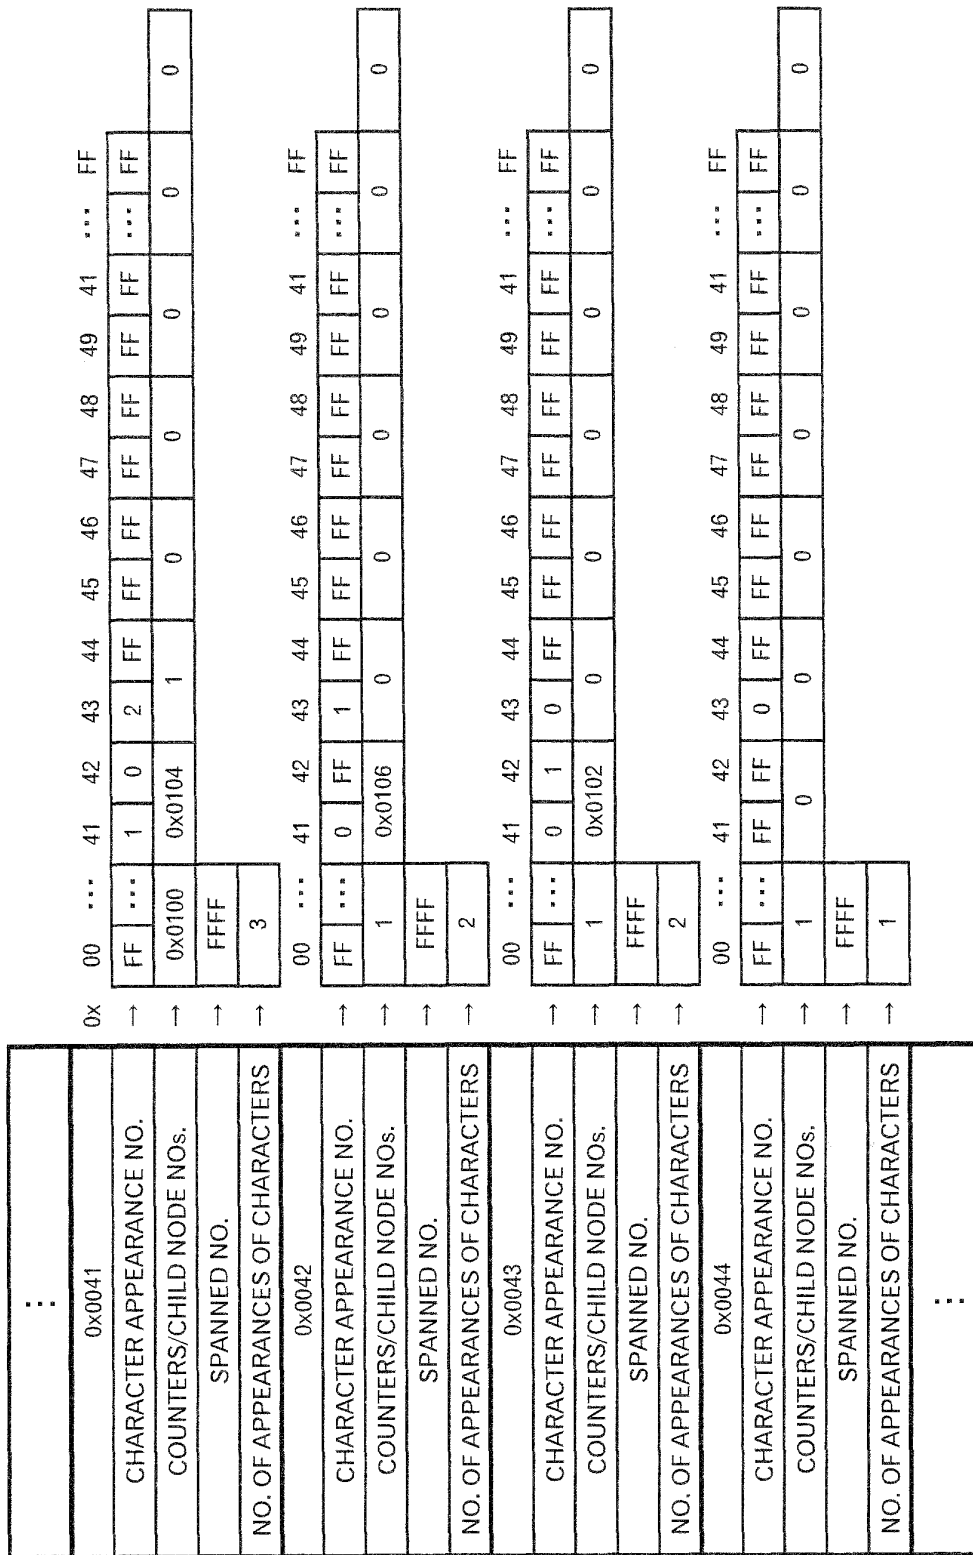 ⋮
0x0041 0x 00 ... 41 42 43 44 45 46 47 48 49 41 ... FF
CHARACTER APPEARANCE NO. → FF ... 1 0 2 FF FF FF FF FF FF FF ... FF
COUNTERS/CHILD NODE NOs. → 0x0100 0x0104 1 0 0 0 0 0
SPANNED NO. → FFFF
NO. OF APPEARANCES OF CHARACTERS → 3
0x0042 00 ... 41 42 43 44 45 46 47 48 49 41 ... FF
CHARACTER APPEARANCE NO. → FF ... 0 FF 1 FF FF FF FF FF FF FF ... FF
COUNTERS/CHILD NODE NOs. → 1 0x0106 0 0 0 0 0 0
SPANNED NO. → FFFF
NO. OF APPEARANCES OF CHARACTERS → 2
0x0043 00 ... 41 42 43 44 45 46 47 48 49 41 ... FF
CHARACTER APPEARANCE NO. → FF ... 0 1 0 FF FF FF FF FF FF FF ... FF
COUNTERS/CHILD NODE NOs. → 1 0x0102 0 0 0 0 0 0
SPANNED NO. → FFFF
NO. OF APPEARANCES OF CHARACTERS → 2
0x0044 00 ... 41 42 43 44 45 46 47 48 49 41 ... FF
CHARACTER APPEARANCE NO. → FF ... FF FF 0 FF FF FF FF FF FF FF ... FF
COUNTERS/CHILD NODE NOs. → 1 0 0 0 0 0 0 0
SPANNED NO. → FFFF
NO. OF APPEARANCES OF CHARACTERS → 1
⋮